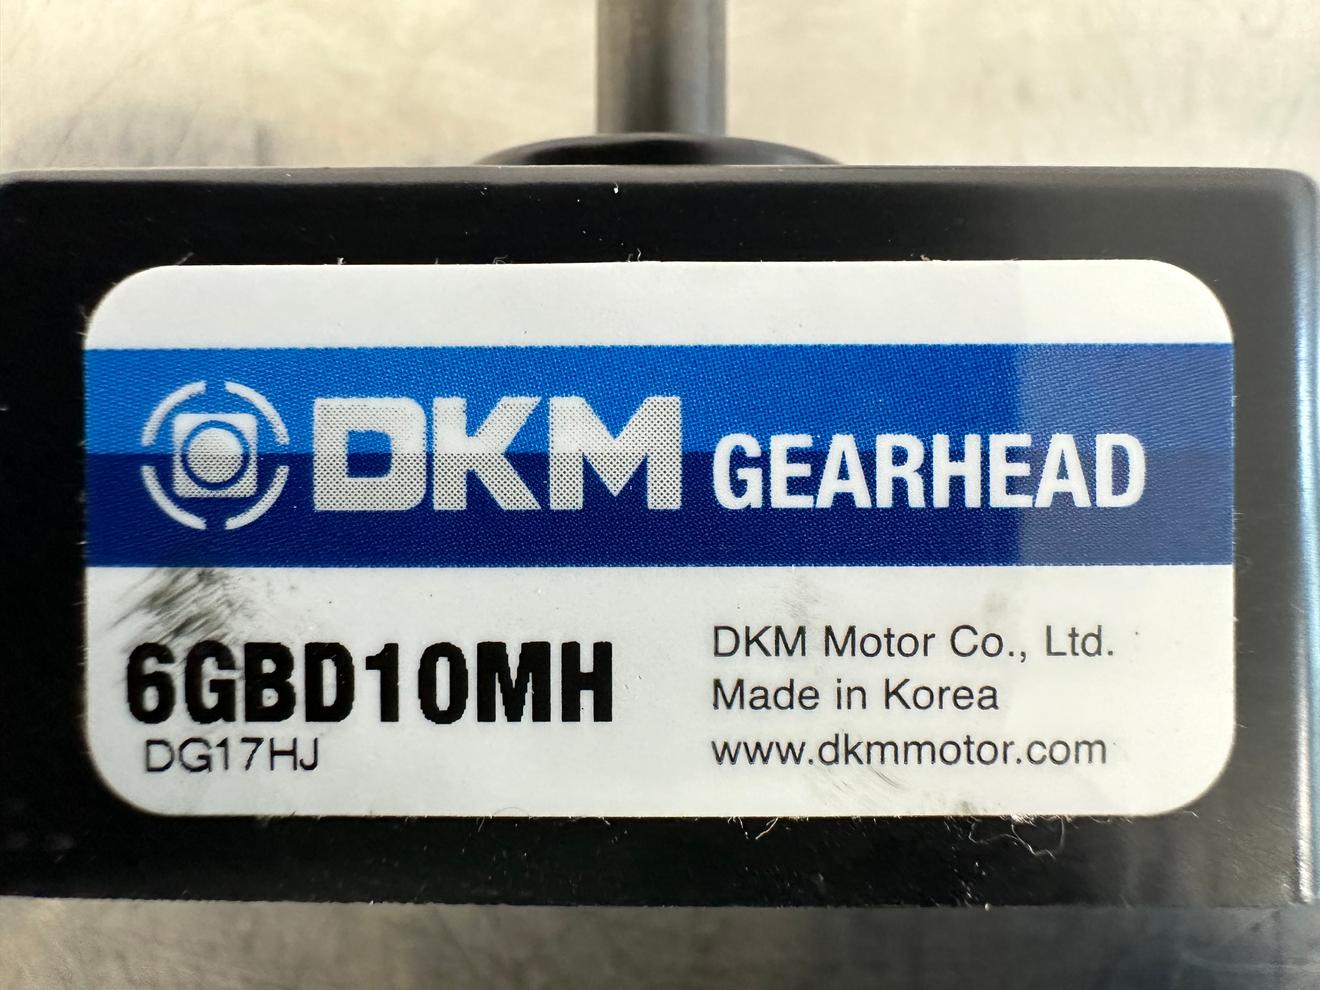 DKM GEARHEAD
6GBD10MH
DG17HJ
DKM Motor Co., Ltd.
Made in Korea
www.dkmmotor.com